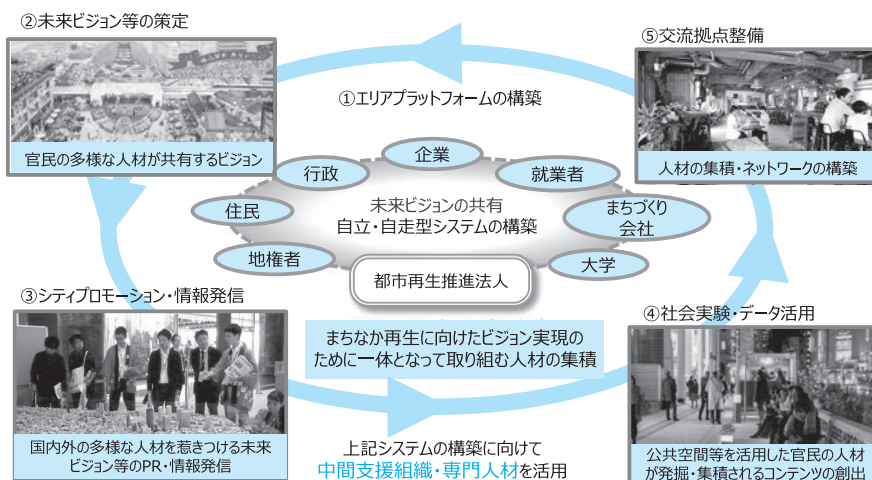 ②未来ビジョン等の策定
官民の多様な人材が共有するビジョン
⑤交流拠点整備
人材の集積・ネットワークの構築
①エリアプラットフォームの構築
企業
行政
就業者
住民
まちづくり
会社
地権者
大学
未来ビジョンの共有
自立・自走型システムの構築
都市再生推進法人
③シティプロモーション・情報発信
国内外の多様な人材を惹きつける未来
ビジョン等のPR・情報発信
まちなか再生に向けたビジョン実現の
ために一体となって取り組む人材の集積
④社会実験・データ活用
公共空間等を活用した官民の人材
が発掘・集積されるコンテンツの創出
上記システムの構築に向けて
中間支援組織・専門人材を活用